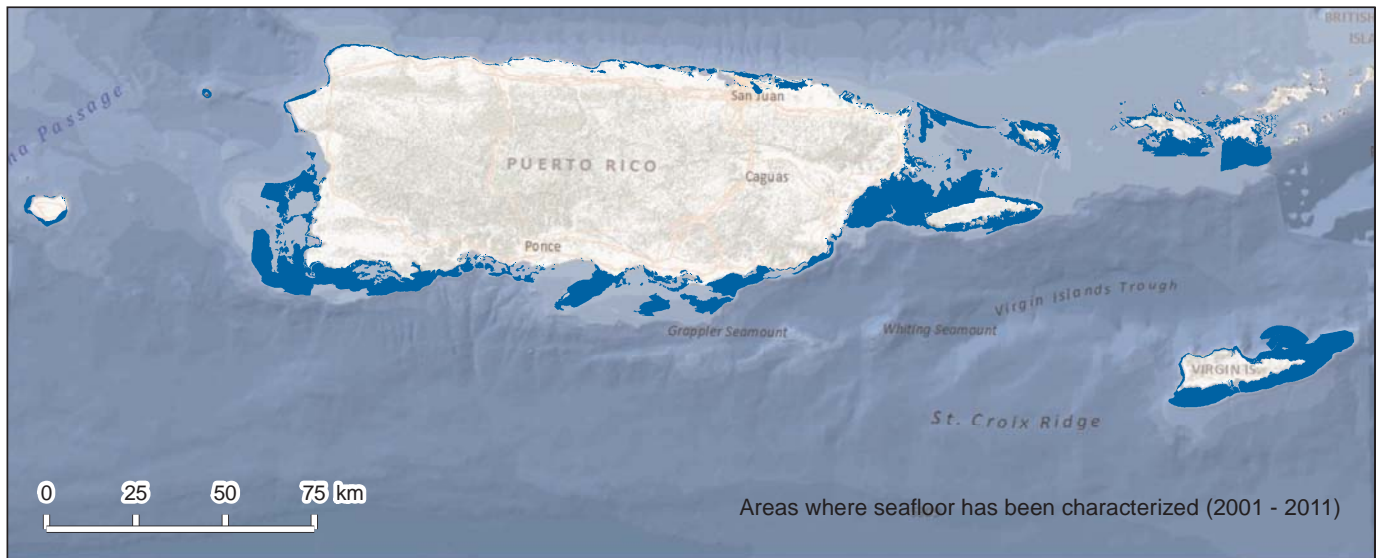 BRITISH
ISLA
San Juan
na Passage
PUERTO RICO
Caguas
Ponce
Virgin Islands Trough
Grappler Seamount
Whiting Seamount
VIRGIN IS
St. Croix Ridge
0 25 50 75 km
Areas where seafloor has been characterized (2001 - 2011)